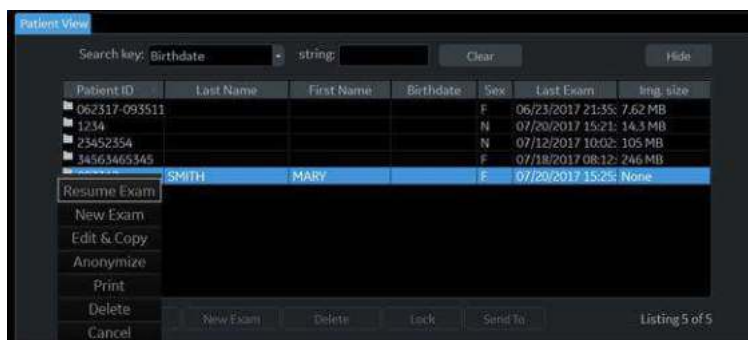 Patient View
Search key: Birthdate string: Clear Hide
Patient ID Last Name First Name Birthdate Sex Last Exam Img. size
062317-093511 F 06/23/2017 21:35: 7.62 MB
1234 N 07/20/2017 15:21: 14.3 MB
23452354 N 07/12/2017 10:02: 105 MB
34563465345 F 07/18/2017 08:12: 246 MB
SMITH MARY F 07/20/2017 15:25: None
Resume Exam
New Exam
Edit & Copy
Anonymize
Print
Delete
Cancel
New Exam Delete Lock Send To Listing 5 of 5